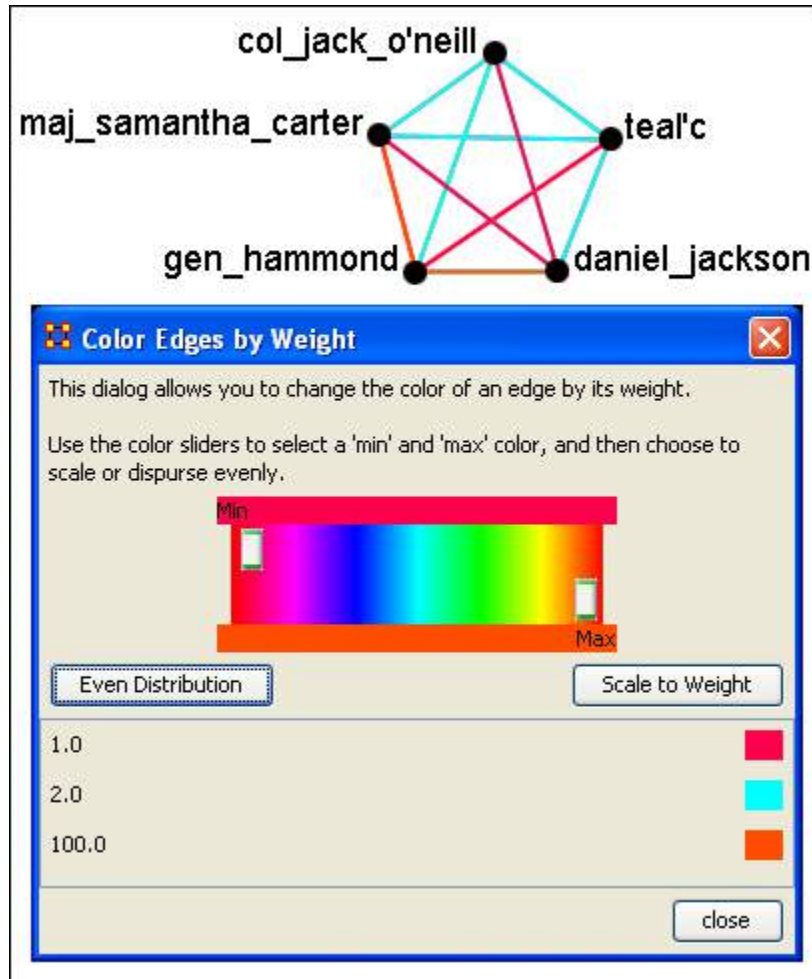 col_jack_o'neill
maj_samantha_carter
teal'c
gen_hammond
daniel_jackson
Color Edges by Weight
This dialog allows you to change the color of an edge by its weight.
Use the color sliders to select a 'min' and 'max' color, and then choose to
scale or dispurse evenly.
Min
Max
Even Distribution
Scale to Weight
1.0
2.0
100.0
close